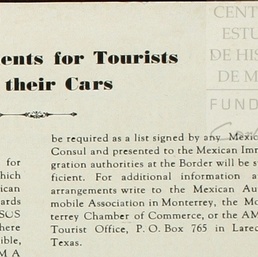 CENT
ESTU
DE HIS
DE M
FUND
ents for Tourists
their Cars
for
hich
ican
ards
SUS
here
ible,
M A
be required as a list signed by any Mexic
Consul and presented to the Mexican Imm
gration authorities at the Border will be s
ficient. For additional information a
arrangements write to the Mexican Au
mobile Association in Monterrey, the Mo
terrey Chamber of Commerce, or the AM
Tourist Office, P. O. Box 765 in Lared
Texas.